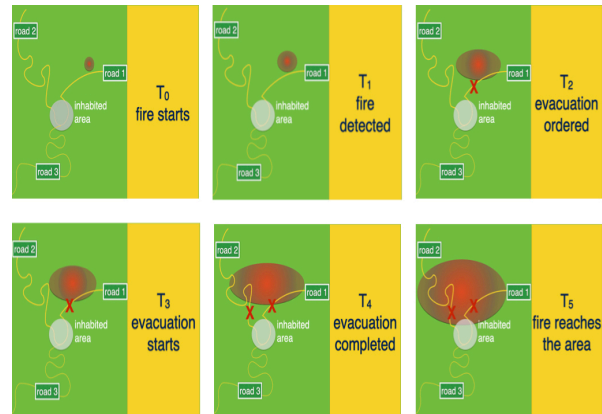 road 2
road 1
inhabited
area
road 3
T₀
fire starts
road 1
inhabited
area
road 3
T₁
fire
detected
road 2
road 1
inhabited
area
road 3
T₂
evacuation
ordered
road 2
road 1
inhabited
area
road 3
T₃
evacuation
starts
road 2
road 1
inhabited
area
road 3
T₄
evacuation
completed
road 2
road 1
inhabited
area
road 3
T₅
fire reaches
the area